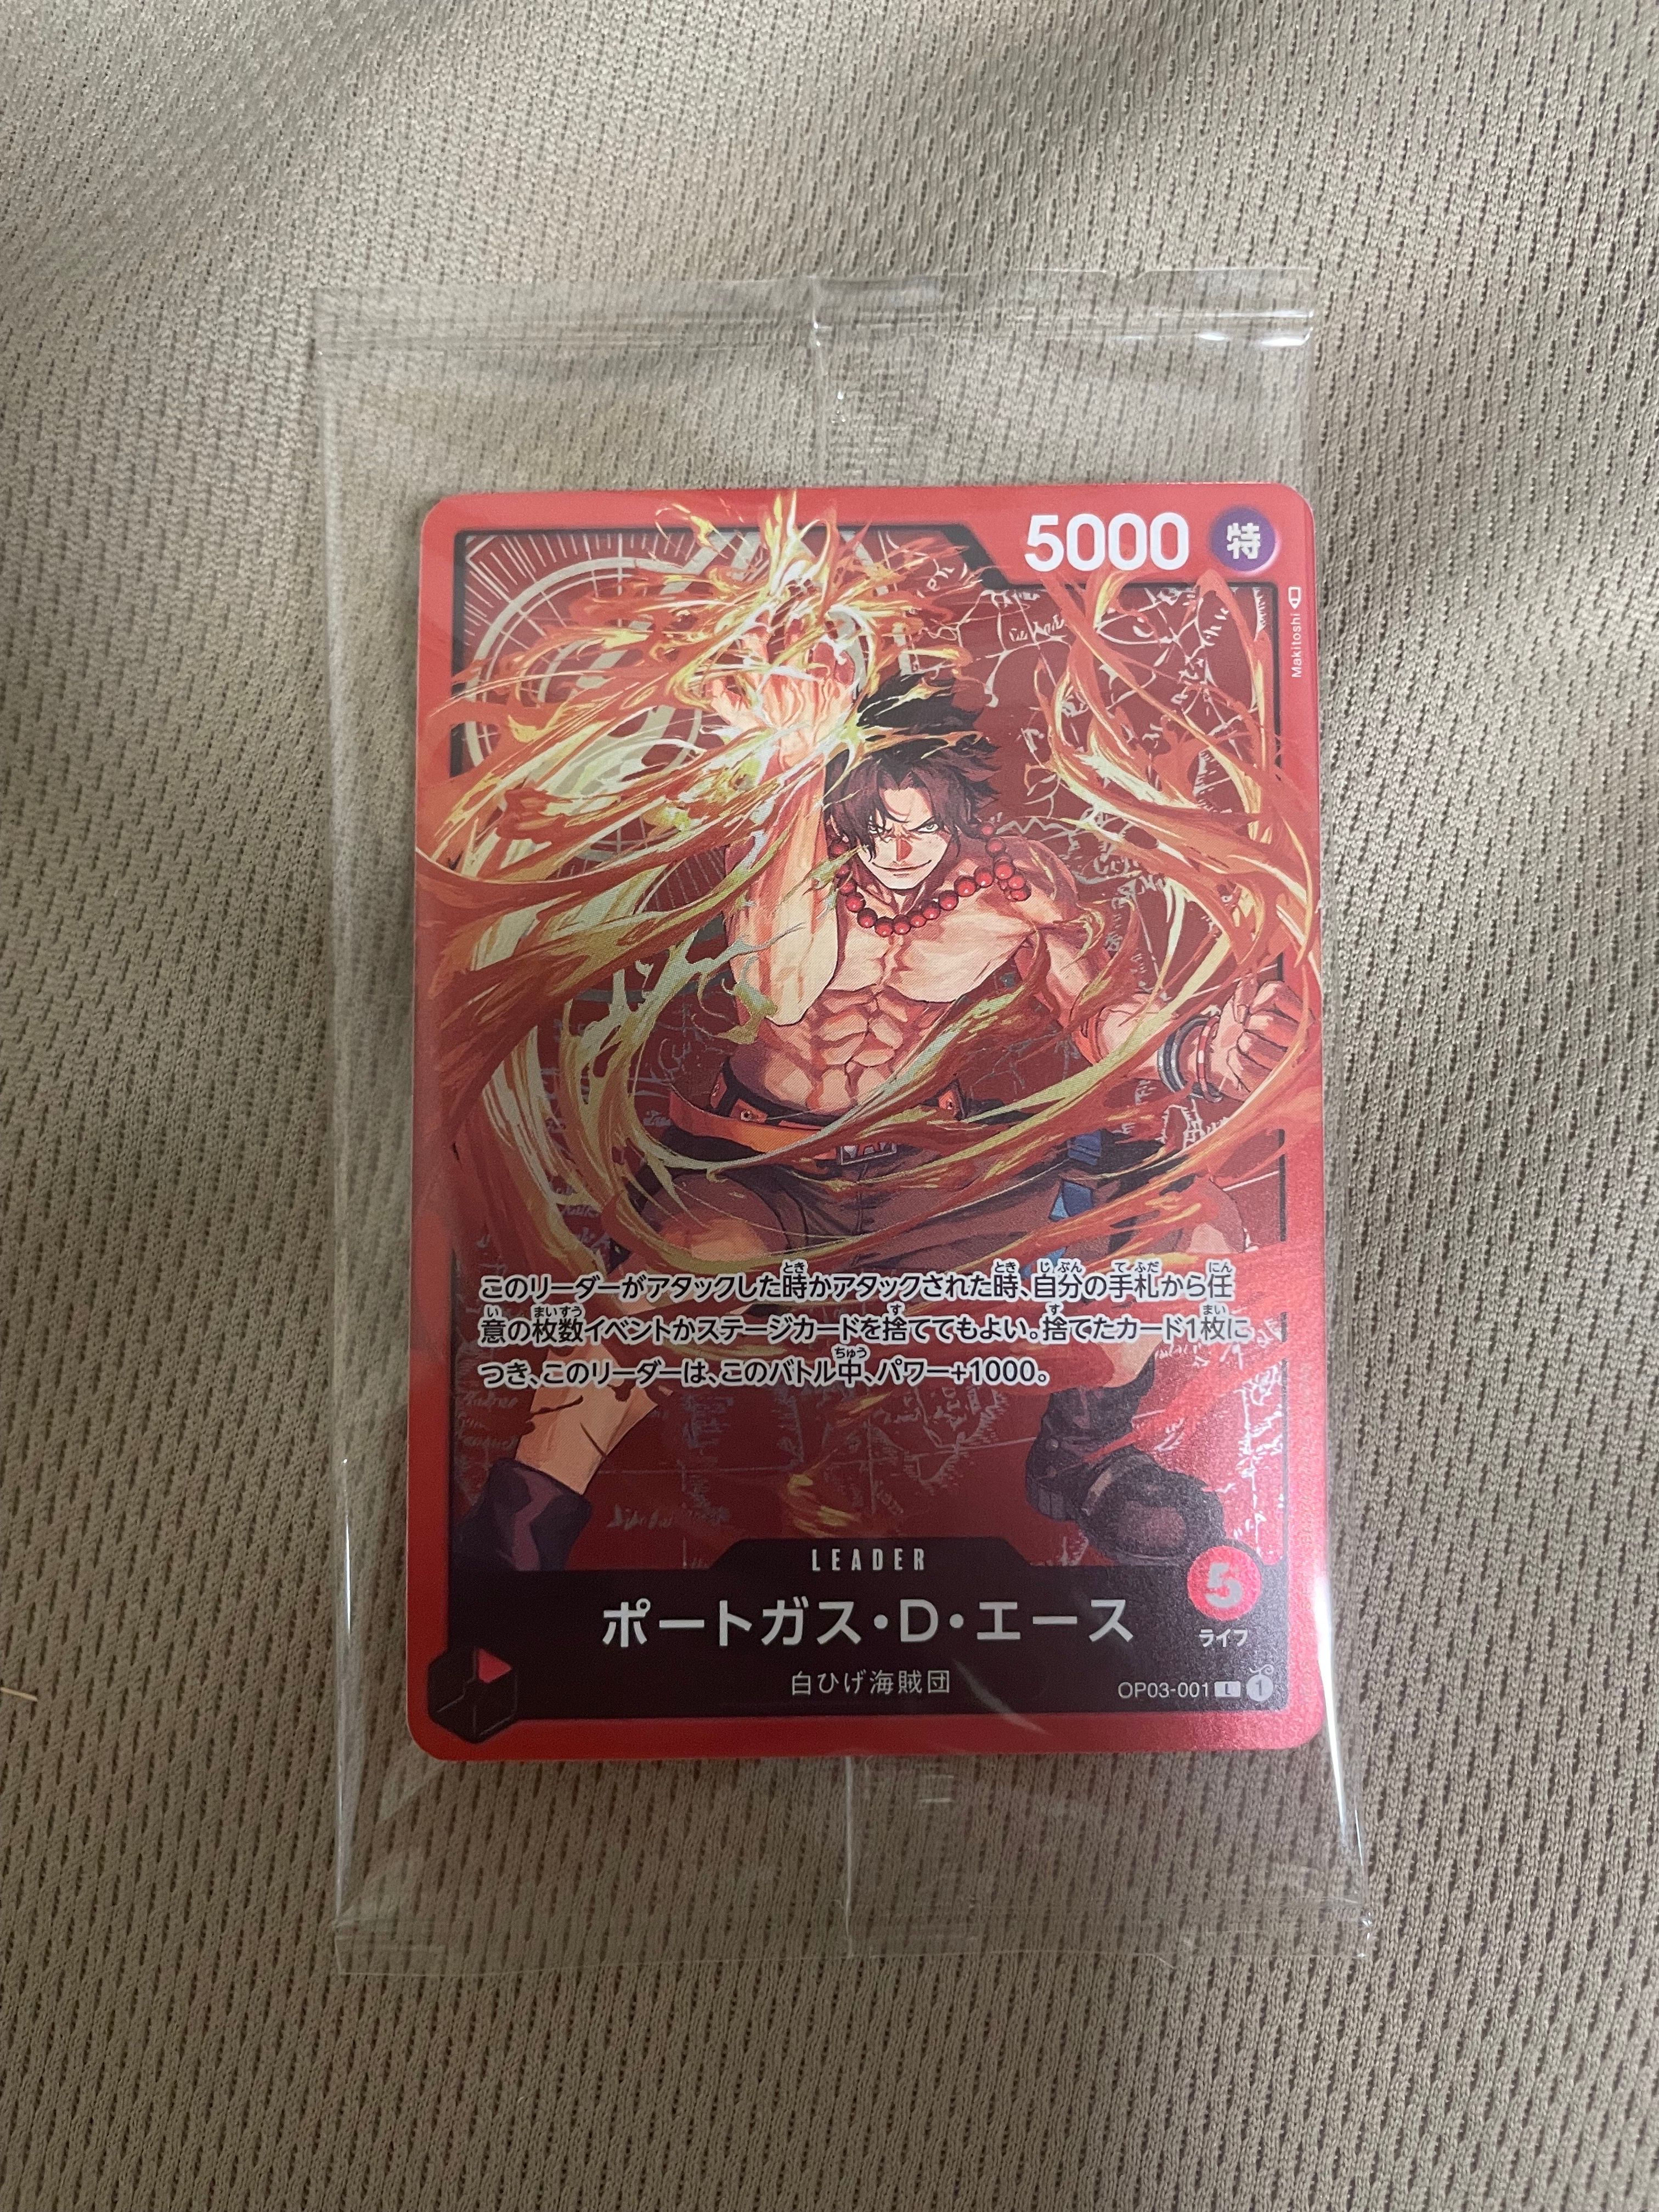 5000 特
Makitoshi
このリーダーがアタックした時かアタックされた時、自分の手札から任
意の枚数イベントかステージカードを捨ててもよい。捨てたカード1枚に
つき、このリーダーは、このバトル中、パワー+1000。
LEADER
ポートガス・D・エース
5
ライフ
白ひげ海賊団
OP03-001 L 1